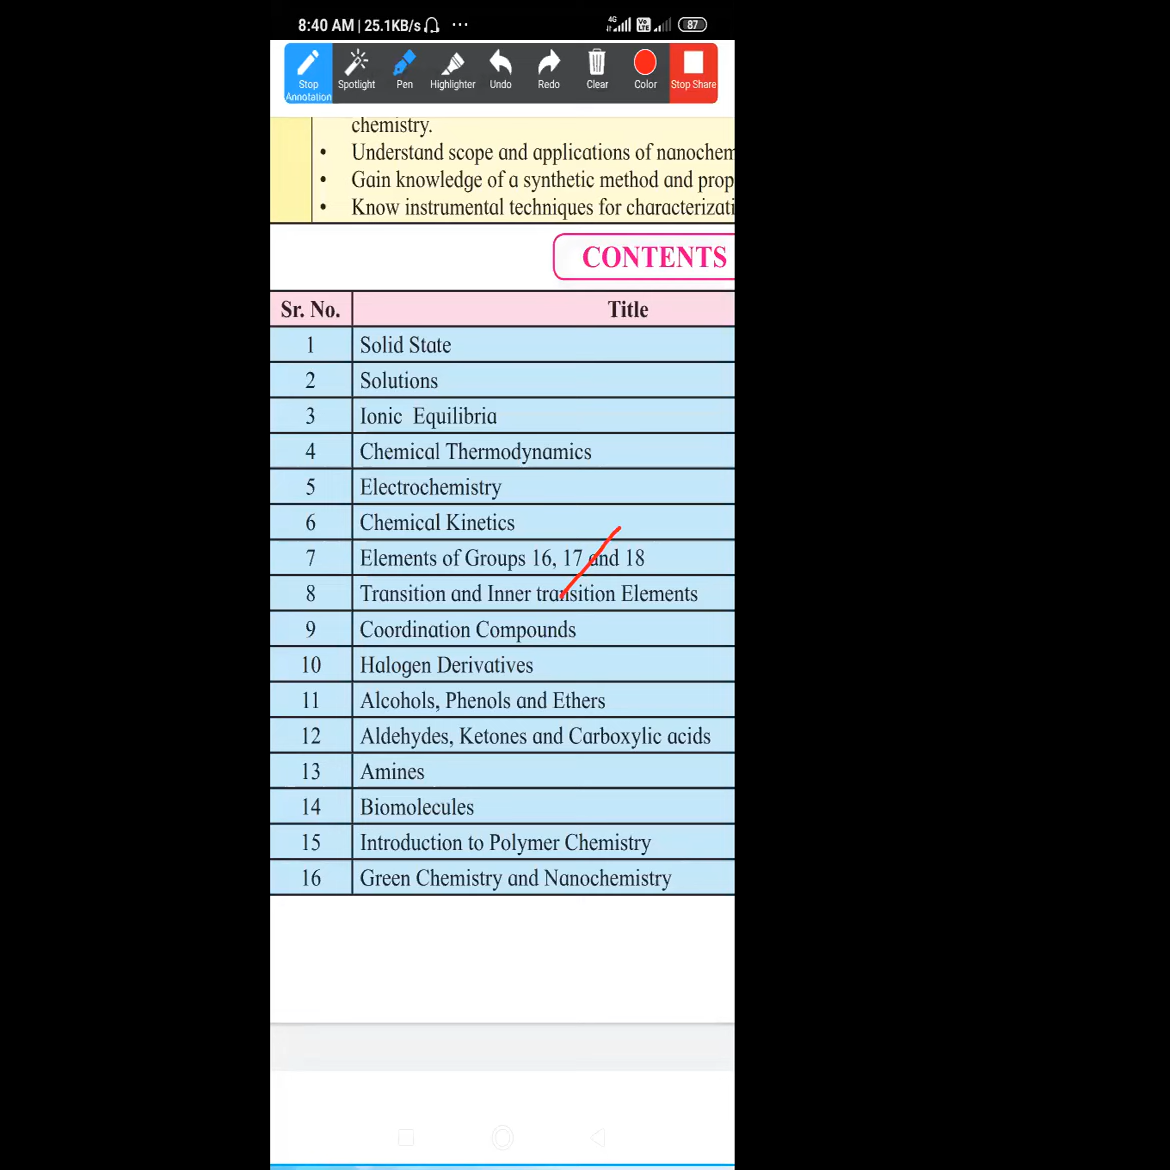 8:40 AM | 25.1KB/s ... 4G Vo LTE 87
Stop Annotation Spotlight Pen Highlighter Undo Redo Clear Color Stop Share
chemistry.
• Understand scope and applications of nanochem
• Gain knowledge of a synthetic method and prop
• Know instrumental techniques for characterizati
CONTENTS
Sr. No. Title
1 Solid State
2 Solutions
3 Ionic Equilibria
4 Chemical Thermodynamics
5 Electrochemistry
6 Chemical Kinetics
7 Elements of Groups 16, 17 and 18
8 Transition and Inner transition Elements
9 Coordination Compounds
10 Halogen Derivatives
11 Alcohols, Phenols and Ethers
12 Aldehydes, Ketones and Carboxylic acids
13 Amines
14 Biomolecules
15 Introduction to Polymer Chemistry
16 Green Chemistry and Nanochemistry